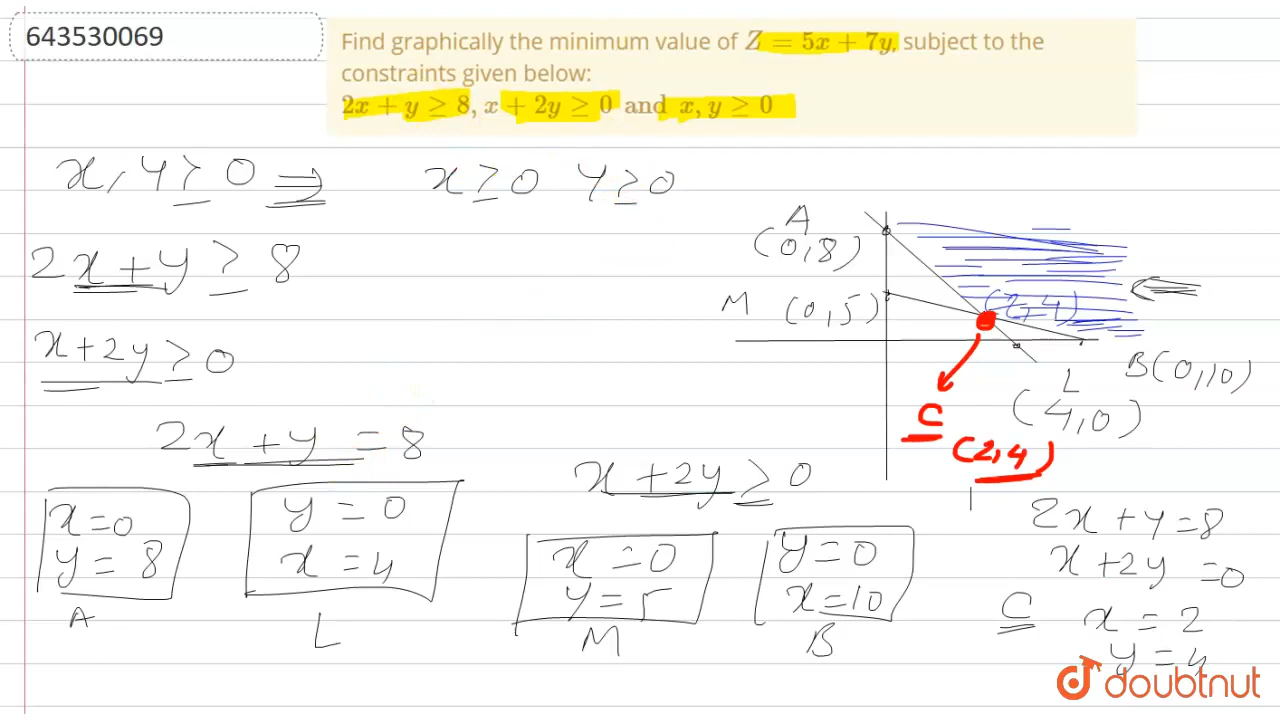 643530069
Find graphically the minimum value of Z = 5x + 7y, subject to the
constraints given below:
2x + y ≥ 8, x + 2y ≥ 0 and x, y ≥ 0
x, y ≥ 0 ⇒ x ≥ 0 y ≥ 0
2x + y ≥ 8
x + 2y ≥ 0
2x + y = 8
x = 0
y = 8
A
y = 0
x = 4
L
x + 2y ≥ 0
x = 0
y = 5
M
y = 0
x = 10
B
A
(0,8)
M (0,5)
(2,4)
B(0,10)
L
(4,0)
C
(2,4)
2x + y = 8
x + 2y = 0
C x = 2
y = 4
doubtnut